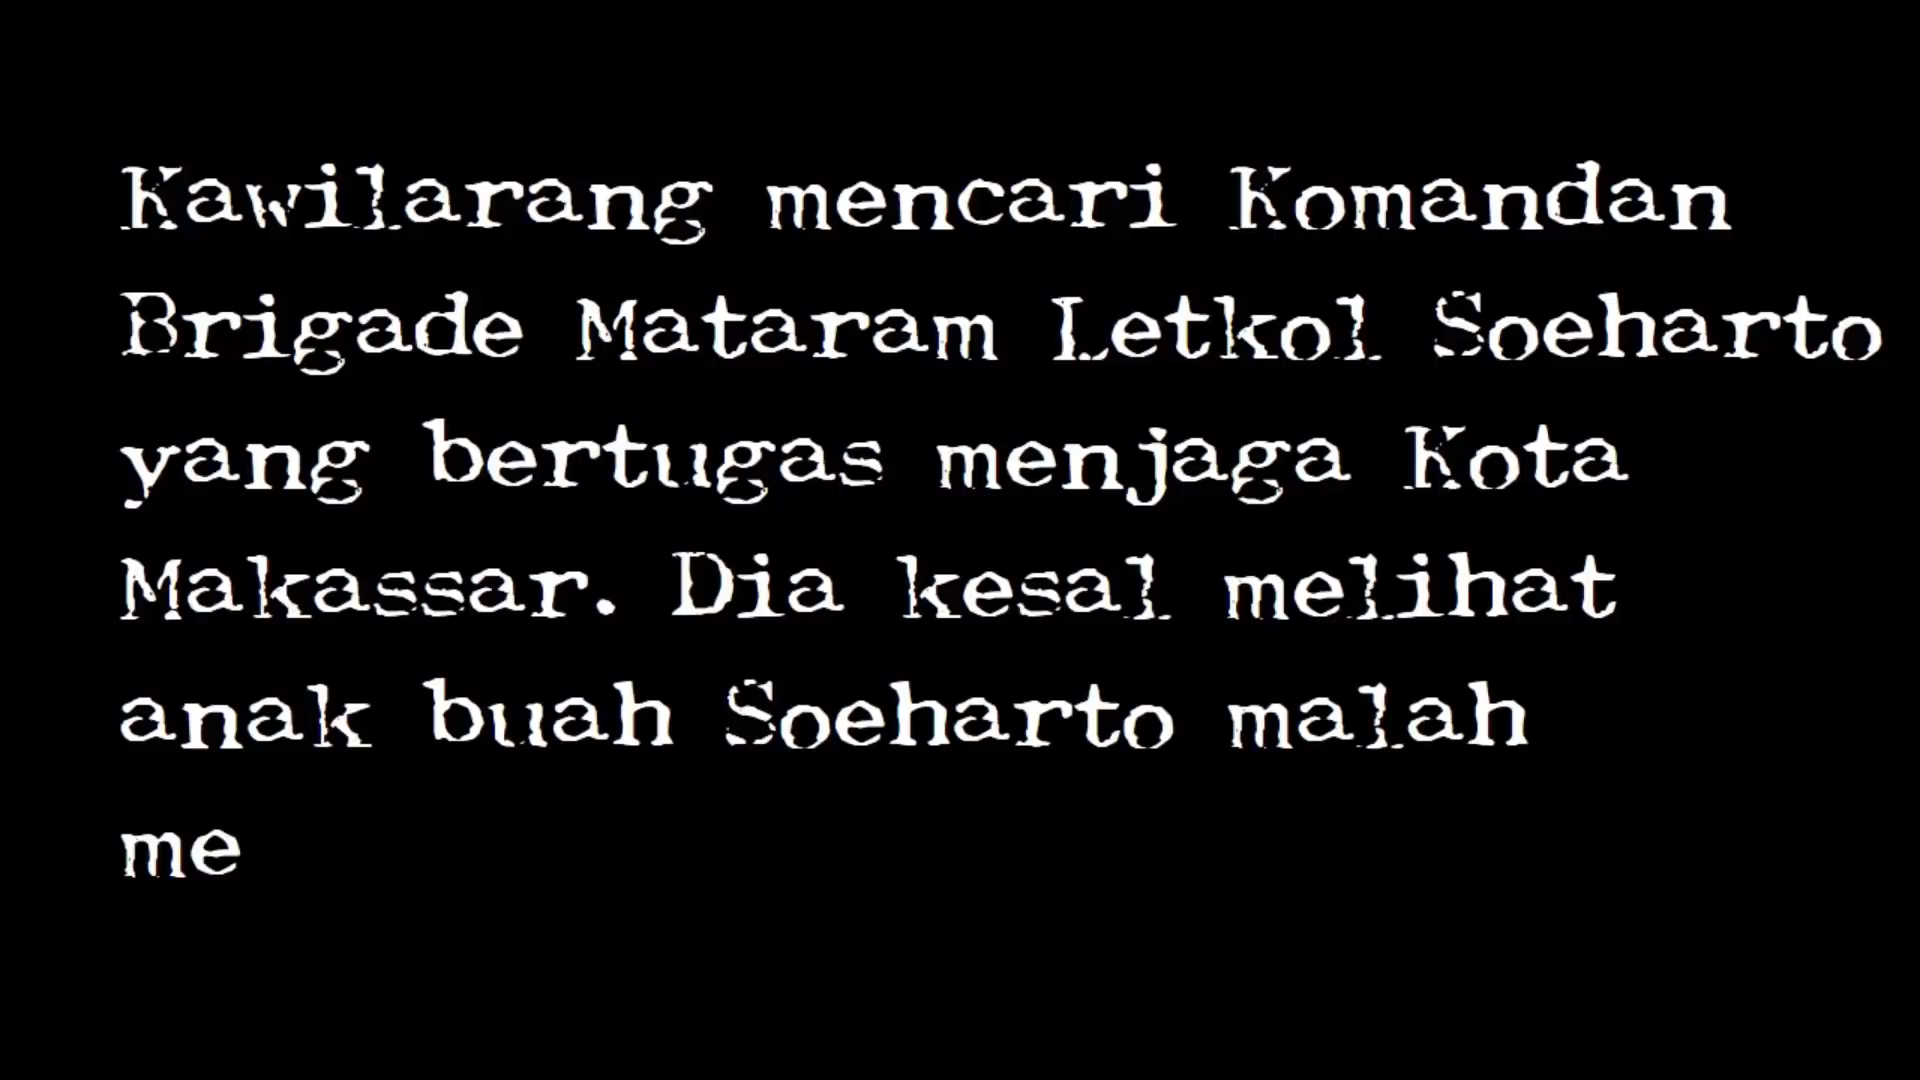 Kawilarang mencari Komandan
Brigade Mataram Letkol Soeharto
yang bertugas menjaga Kota
Makassar. Dia kesal melihat
anak buah Soeharto malah
me